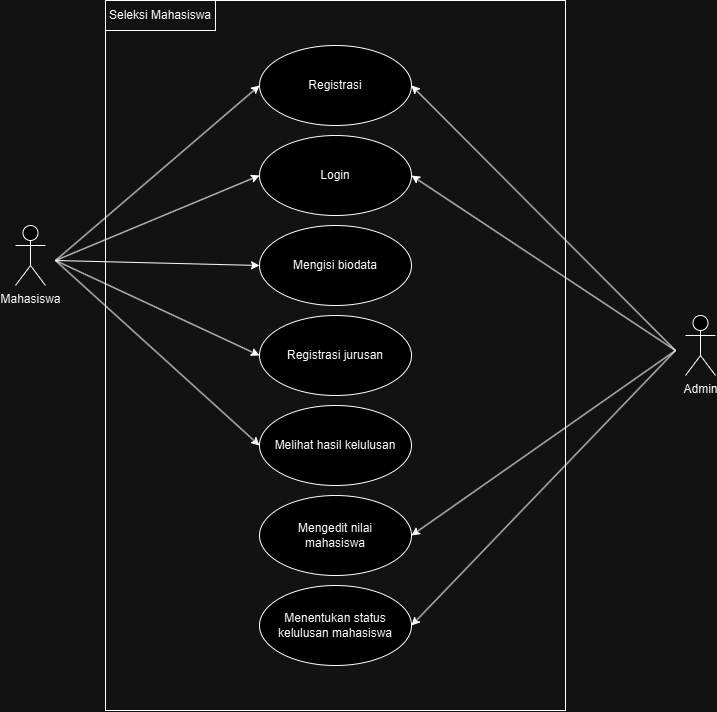 Seleksi Mahasiswa
Registrasi
Login
Mahasiswa
Mengisi biodata
Registrasi jurusan
Admin
Melihat hasil kelulusan
Mengedit nilai
mahasiswa
Menentukan status
kelulusan mahasiswa